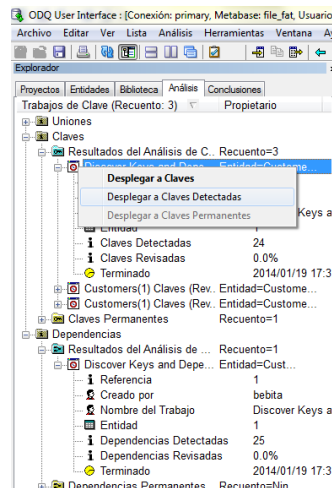 ODQ User Interface : [Conexión: primary, Metabase: file_fat, Usuario
Archivo Editar Ver Lista Análisis Herramientas Ventana Ay
Explorador
Proyectos Entidades Biblioteca Análisis Conclusiones
Trabajos de Clave (Recuento: 3) Propietario
Uniones
Claves
Resultados del Análisis de C.. Recuento=3
Discover Keys and Depe... Entidad=Custome...
Desplegar a Claves
Desplegar a Claves Detectadas
Keys a
Desplegar a Claves Permanentes
Entidad 1
Claves Detectadas 24
Claves Revisadas 0.0%
Terminado 2014/01/19 17:3
Customers(1) Claves (Rev.. Entidad=Custome...
Customers(1) Claves (Rev.. Entidad=Custome...
Claves Permanentes Recuento=1
Dependencias
Resultados del Análisis de ... Recuento=1
Discover Keys and Depe... Entidad=Cust...
Referencia 1
Creado por bebita
Nombre del Trabajo Discover Keys a
Entidad 1
Dependencias Detectadas 25
Dependencias Revisadas 0.0%
Terminado 2014/01/19 17:3
Dependencias Permanentes Recuento=Nin